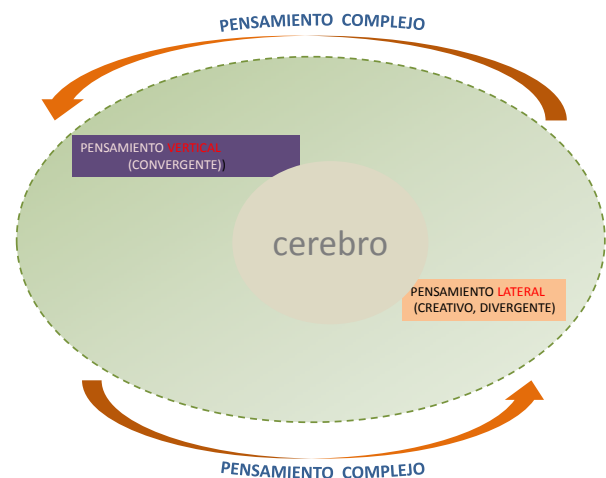 PENSAMIENTO COMPLEJO
PENSAMIENTO VERTICAL
(CONVERGENTE))
cerebro
PENSAMIENTO LATERAL
(CREATIVO, DIVERGENTE)
PENSAMIENTO COMPLEJO